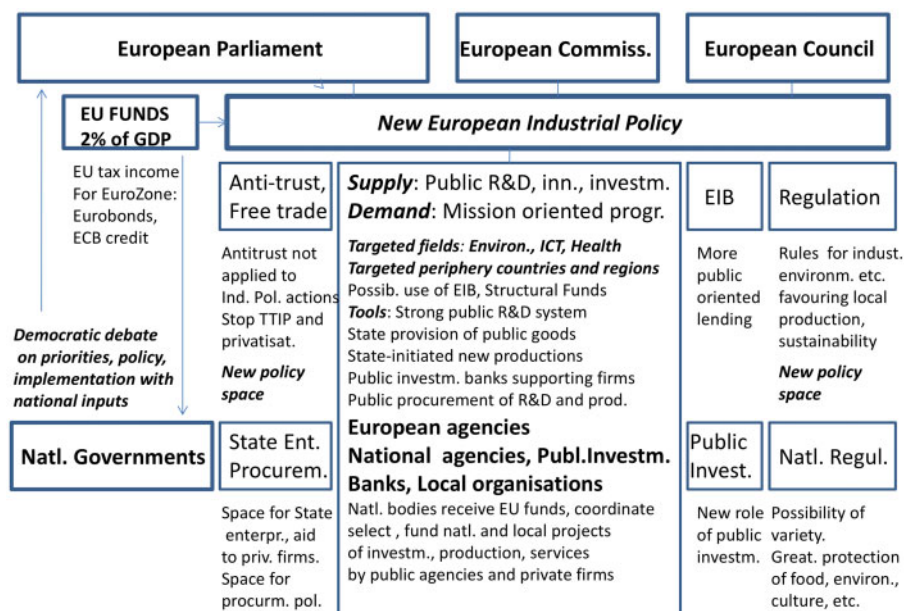 European Parliament
European Commiss.
European Council
EU FUNDS
2% of GDP
New European Industrial Policy
EU tax income
For EuroZone:
Eurobonds,
ECB credit
Anti-trust,
Free trade
Antitrust not
applied to
Ind. Pol. actions
Stop TTIP and
privatisat.
New policy
space
Supply: Public R&D, inn., investm.
Demand: Mission oriented progr.
Targeted fields: Environ., ICT, Health
Targeted periphery countries and regions
Possib. use of EIB, Structural Funds
Tools: Strong public R&D system
State provision of public goods
State-initiated new productions
Public investm. banks supporting firms
Public procurement of R&D and prod.
EIB
More
public
oriented
lending
Regulation
Rules for indust.
environm. etc.
favouring local
production,
sustainability
New policy
space
Democratic debate
on priorities, policy,
implementation with
national inputs
Natl. Governments
State Ent.
Procurem.
Space for State
enterpr., aid
to priv. firms.
Space for
procurm. pol.
European agencies
National agencies, Publ.Investm.
Banks, Local organisations
Natl. bodies receive EU funds, coordinate
select , fund natl. and local projects
of investm., production, services
by public agencies and private firms
Public
Invest.
New role
of public
investm.
Natl. Regul.
Possibility of
variety.
Great. protection
of food, environ.,
culture, etc.